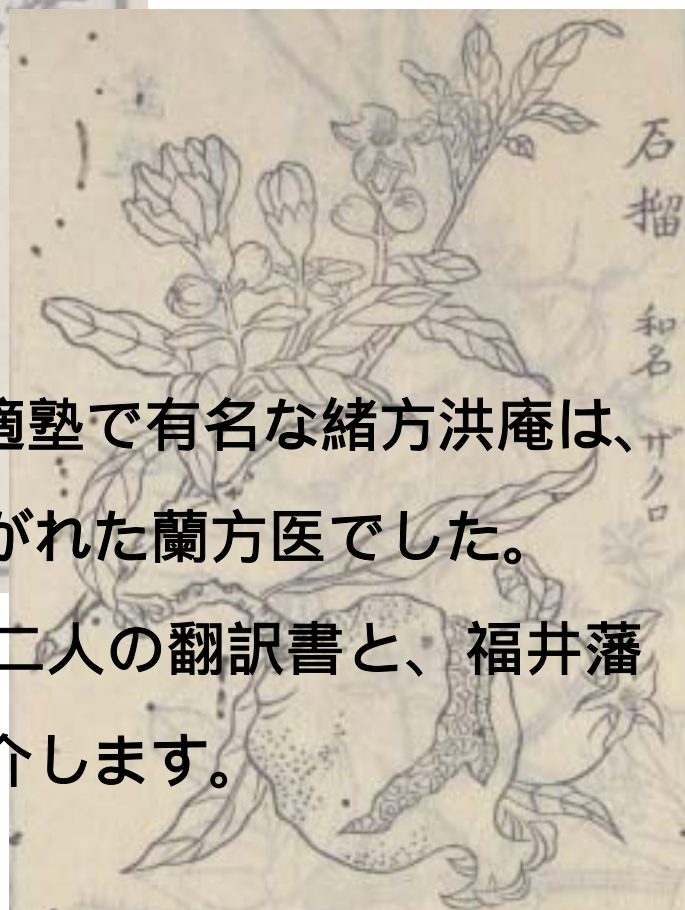 石榴 和名 ザクロ
適塾で有名な緒方洪庵は、
がれた蘭方医でした。
二人の翻訳書と、福井藩
介します。